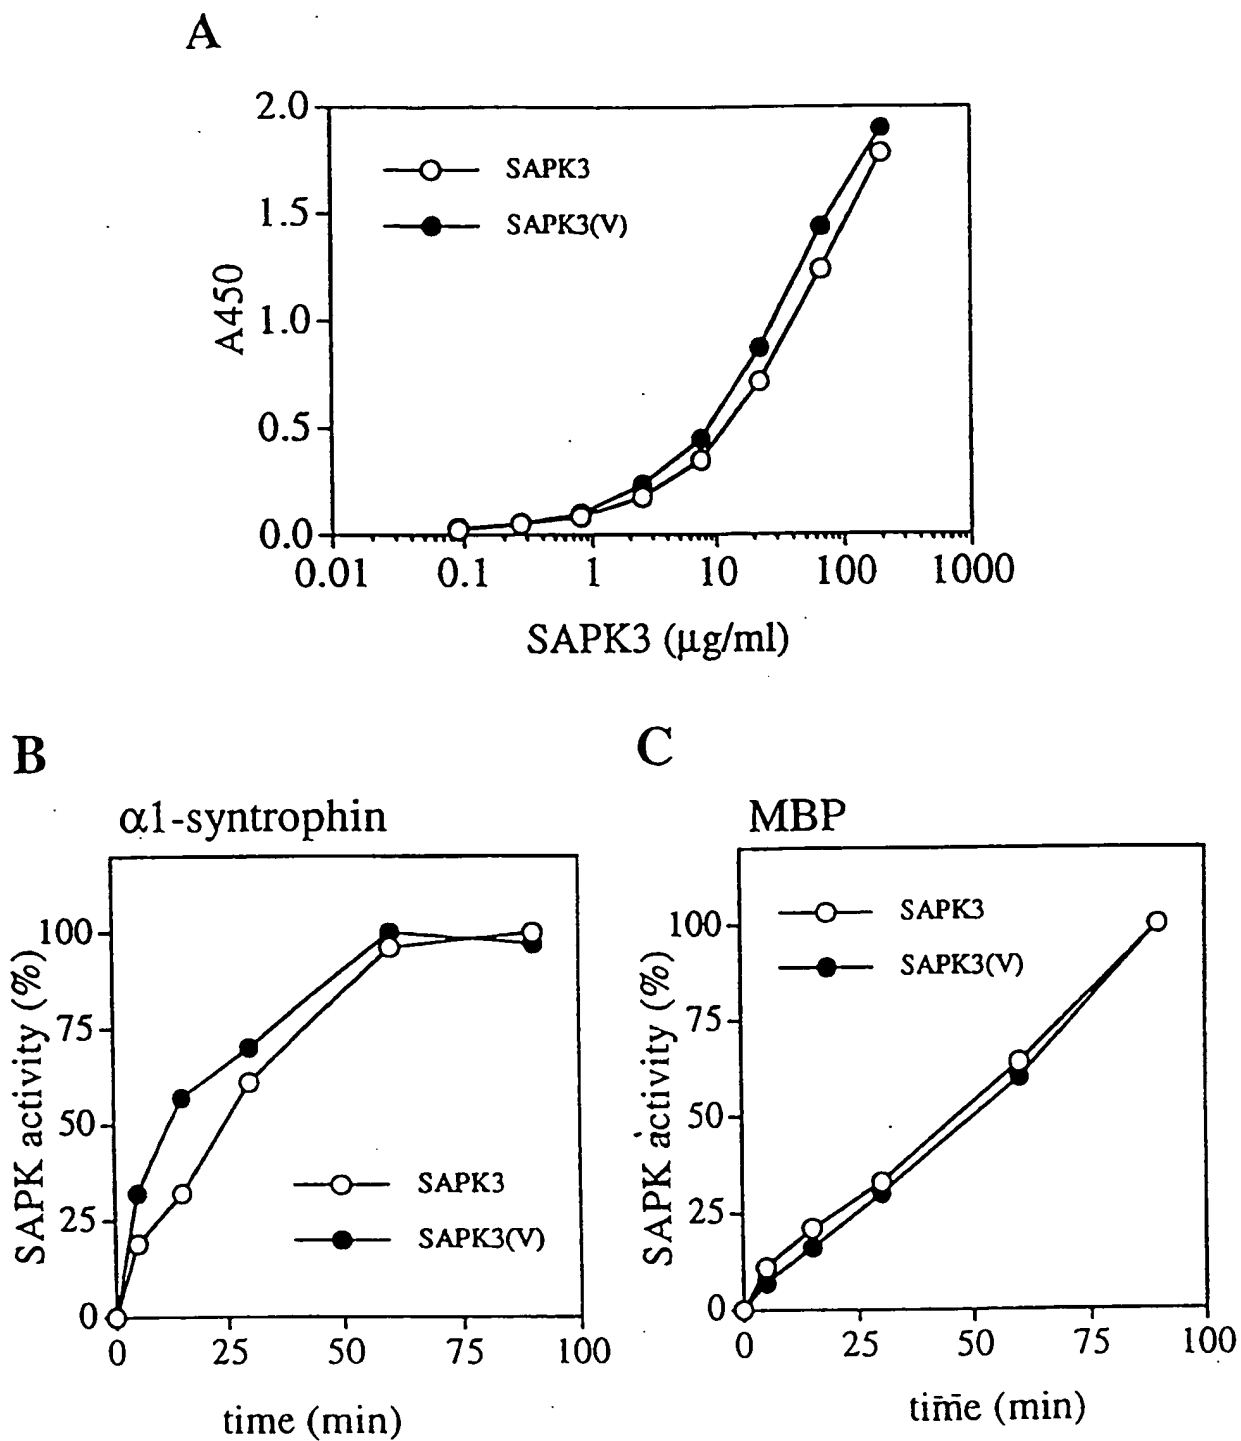 A
2.0
SAPK3
SAPK3(V)
1.5
A450
1.0
0.5
0.0
0.01 0.1 1 10 100 1000
SAPK3 (μg/ml)
B
α1-syntrophin
100
75
SAPK activity (%)
50
SAPK3
25
SAPK3(V)
0
0 25 50 75 100
time (min)
C
MBP
SAPK3
100
SAPK3(V)
75
SAPK activity (%)
50
25
0
0 25 50 75 100
time (min)